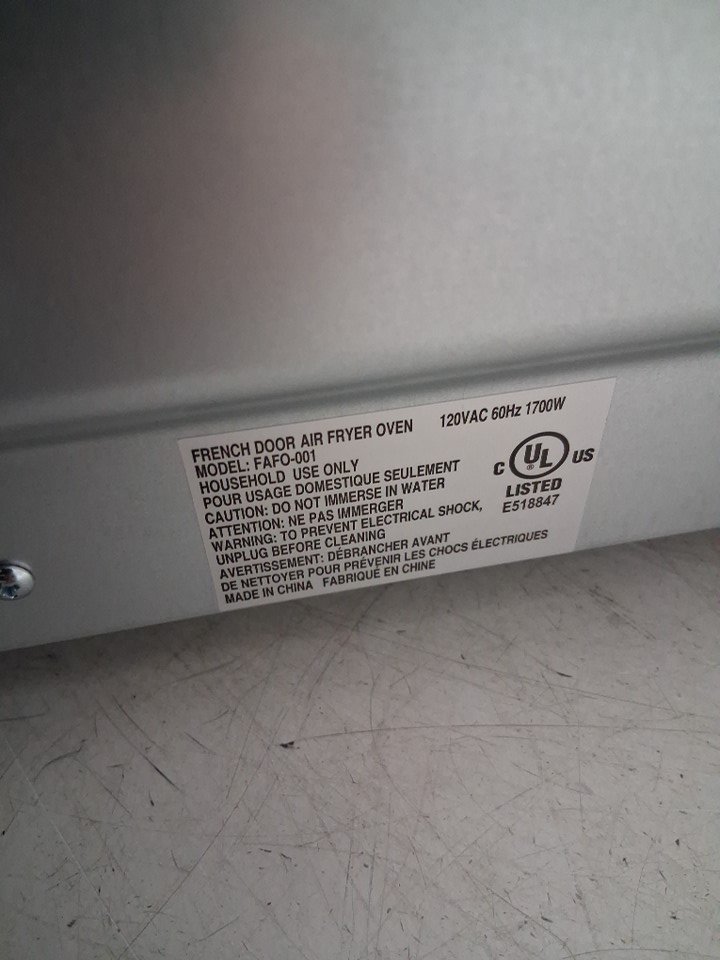 FRENCH DOOR AIR FRYER OVEN 120VAC 60Hz 1700W
MODEL: FAFO-001
HOUSEHOLD USE ONLY
POUR USAGE DOMESTIQUE SEULEMENT
CAUTION: DO NOT IMMERSE IN WATER
ATTENTION: NE PAS IMMERGER
WARNING: TO PREVENT ELECTRICAL SHOCK,
UNPLUG BEFORE CLEANING
AVERTISSEMENT: DÉBRANCHER AVANT
DE NETTOYER POUR PRÉVENIR LES CHOCS ÉLECTRIQUES
MADE IN CHINA FABRIQUÉ EN CHINE
C UL US
LISTED
E518847